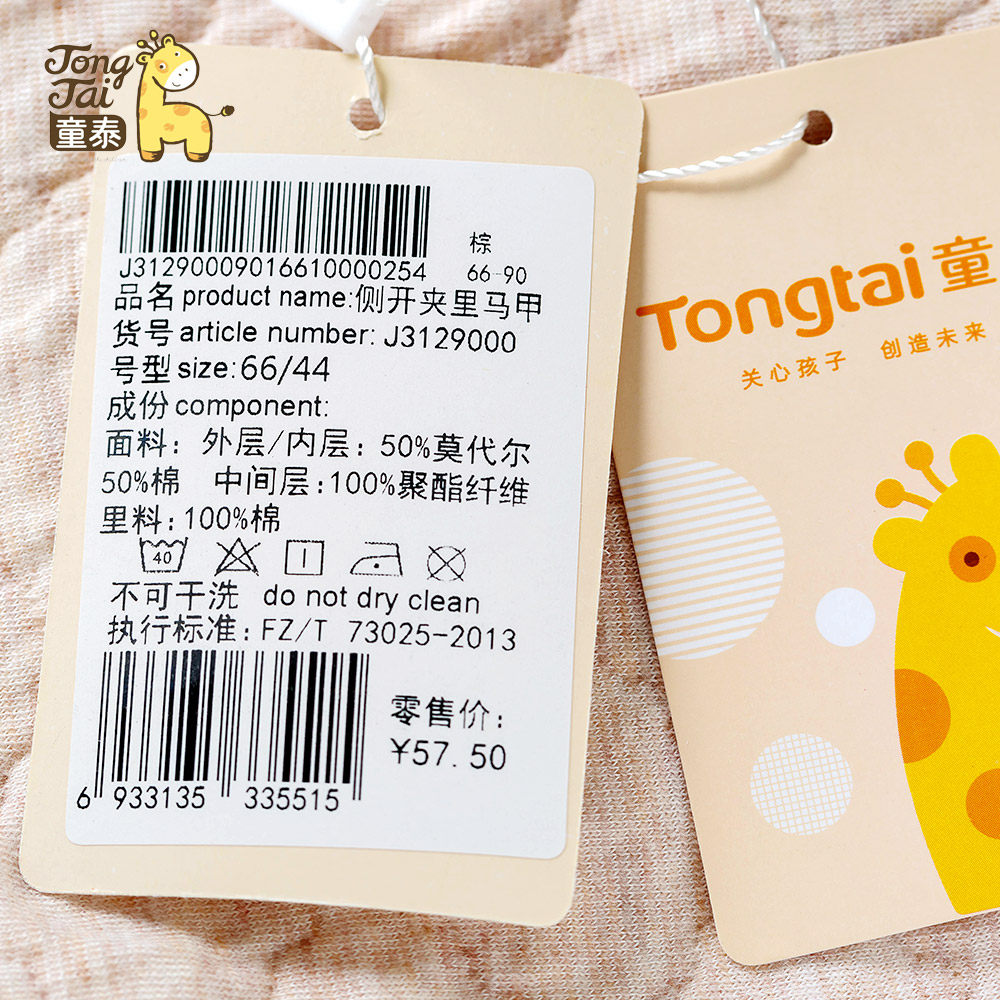 Tong
Tai
童泰
J31290009016610000254
棕
66-90
品名 product name:侧开夹里马甲
货号 article number: J3129000
号型 size:66/44
成份 component:
面料: 外层/内层: 50%莫代尔
50%棉 中间层:100%聚酯纤维
里料:100%棉
40
不可干洗 do not dry clean
执行标准: FZ/T 73025-2013
零售价:
¥57.50
6 933135 335515
Tongtai 童
关心孩子 创造未来